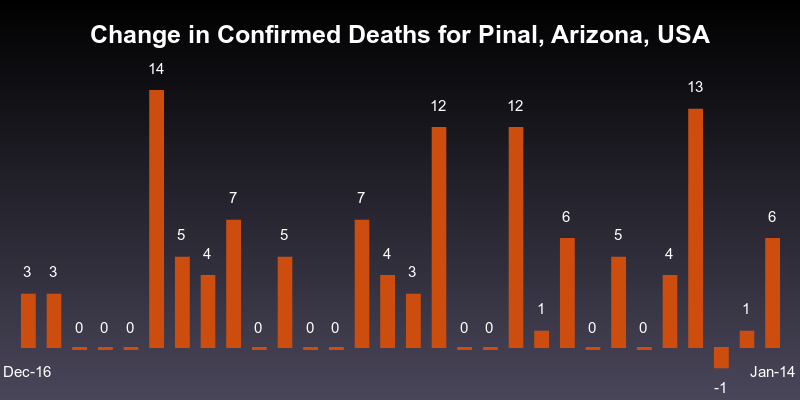 Change in Confirmed Deaths for Pinal, Arizona, USA
3 3 0 0 0 14 5 4 7 0 5 0 0 7 4 3 12 0 0 12 1 6 0 5 0 4 13 -1 1 6
Dec-16 Jan-14